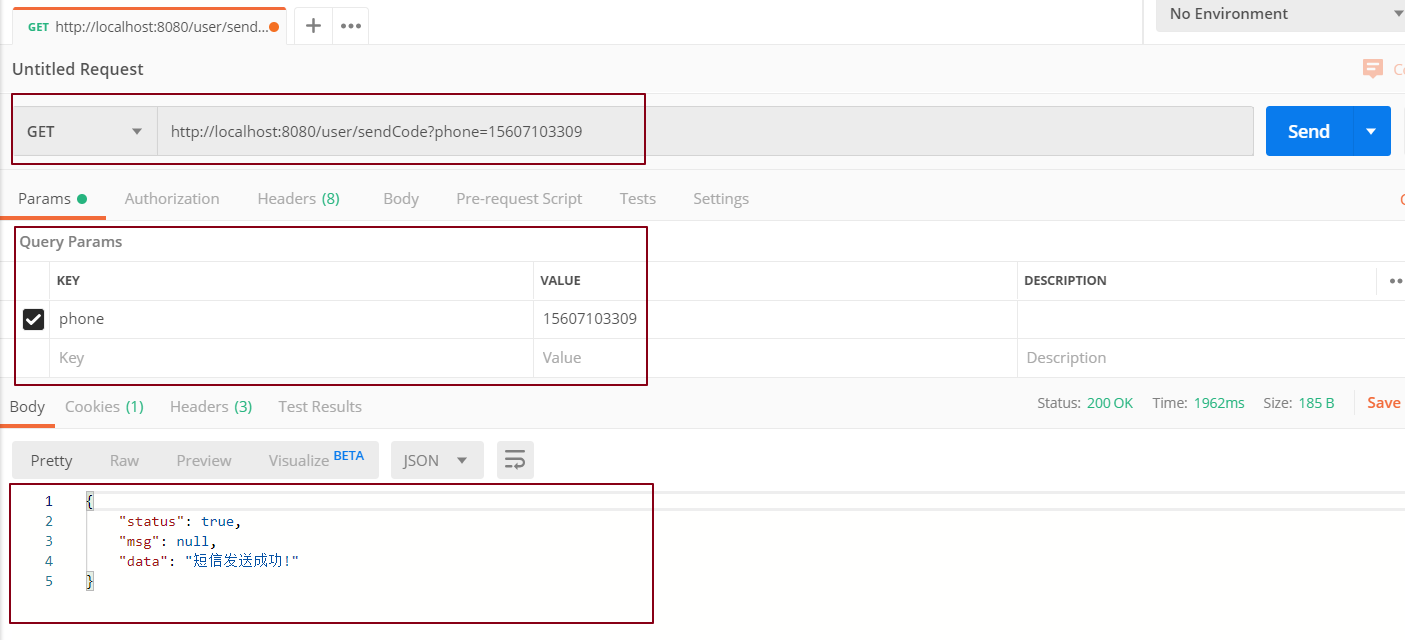 GET http://localhost:8080/user/send... No Environment
Untitled Request
GET http://localhost:8080/user/sendCode?phone=15607103309 Send
Params Authorization Headers (8) Body Pre-request Script Tests Settings
Query Params
KEY VALUE DESCRIPTION
phone 15607103309
Key Value Description
Body Cookies (1) Headers (3) Test Results Status: 200 OK Time: 1962ms Size: 185 B Save
Pretty Raw Preview Visualize BETA JSON
1 {
2 "status": true,
3 "msg": null,
4 "data": "短信发送成功!"
5 }